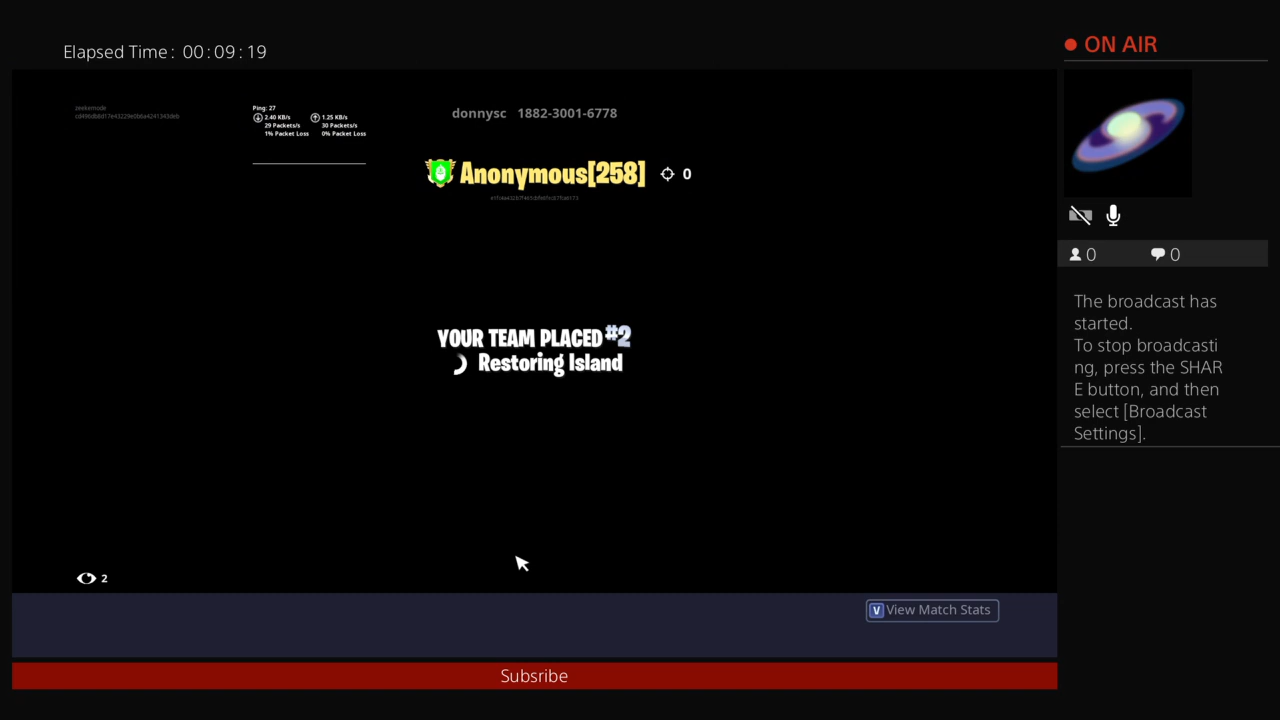 Elapsed Time: 00:09:19
ON AIR
zeekemode
Ping: 27
2.40 KB/s 1.25 KB/s
29 Packets/s 30 Packets/s
1% Packet Loss 0% Packet Loss
donnysc 1882-3001-6778
Anonymous[258] 0
0 0
The broadcast has
started.
To stop broadcasti
ng, press the SHAR
E button, and then
select [Broadcast
Settings].
YOUR TEAM PLACED #2
Restoring Island
2
V View Match Stats
Subsribe